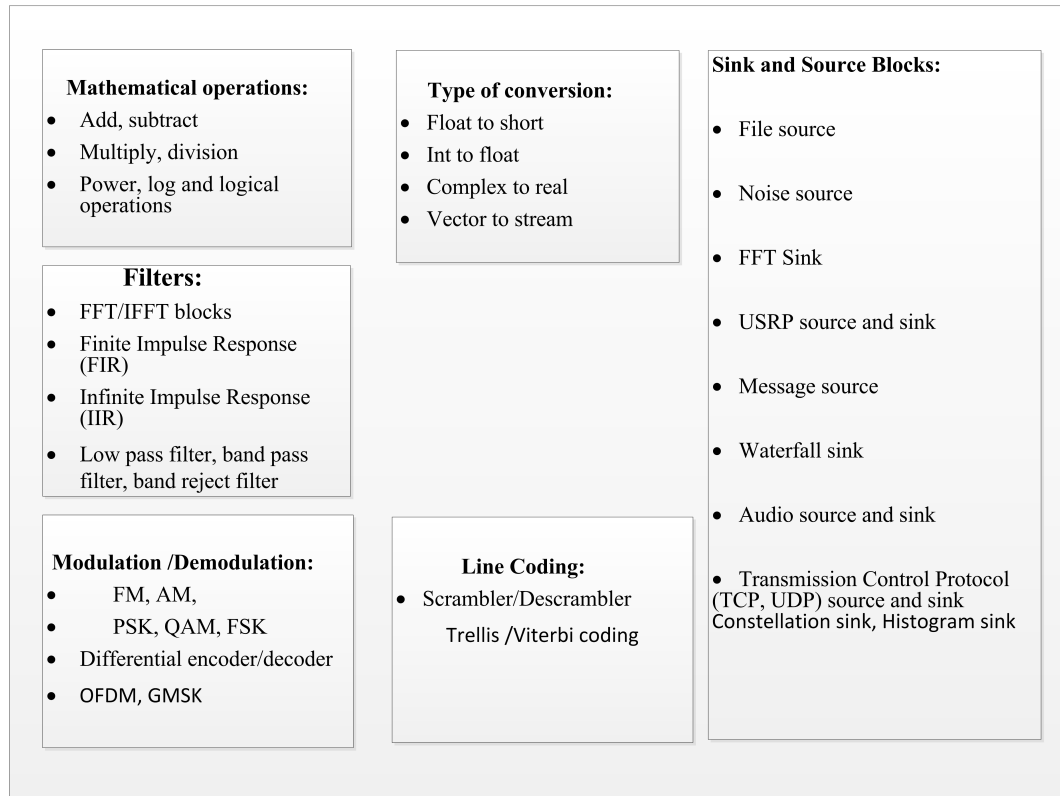 Mathematical operations:
• Add, subtract
• Multiply, division
• Power, log and logical
operations
Type of conversion:
• Float to short
• Int to float
• Complex to real
• Vector to stream
Sink and Source Blocks:
• File source
• Noise source
• FFT Sink
• USRP source and sink
• Message source
• Waterfall sink
• Audio source and sink
• Transmission Control Protocol
(TCP, UDP) source and sink
Constellation sink, Histogram sink
Filters:
• FFT/IFFT blocks
• Finite Impulse Response
(FIR)
• Infinite Impulse Response
(IIR)
• Low pass filter, band pass
filter, band reject filter
Modulation /Demodulation:
• FM, AM,
• PSK, QAM, FSK
• Differential encoder/decoder
• OFDM, GMSK
Line Coding:
• Scrambler/Descrambler
Trellis /Viterbi coding